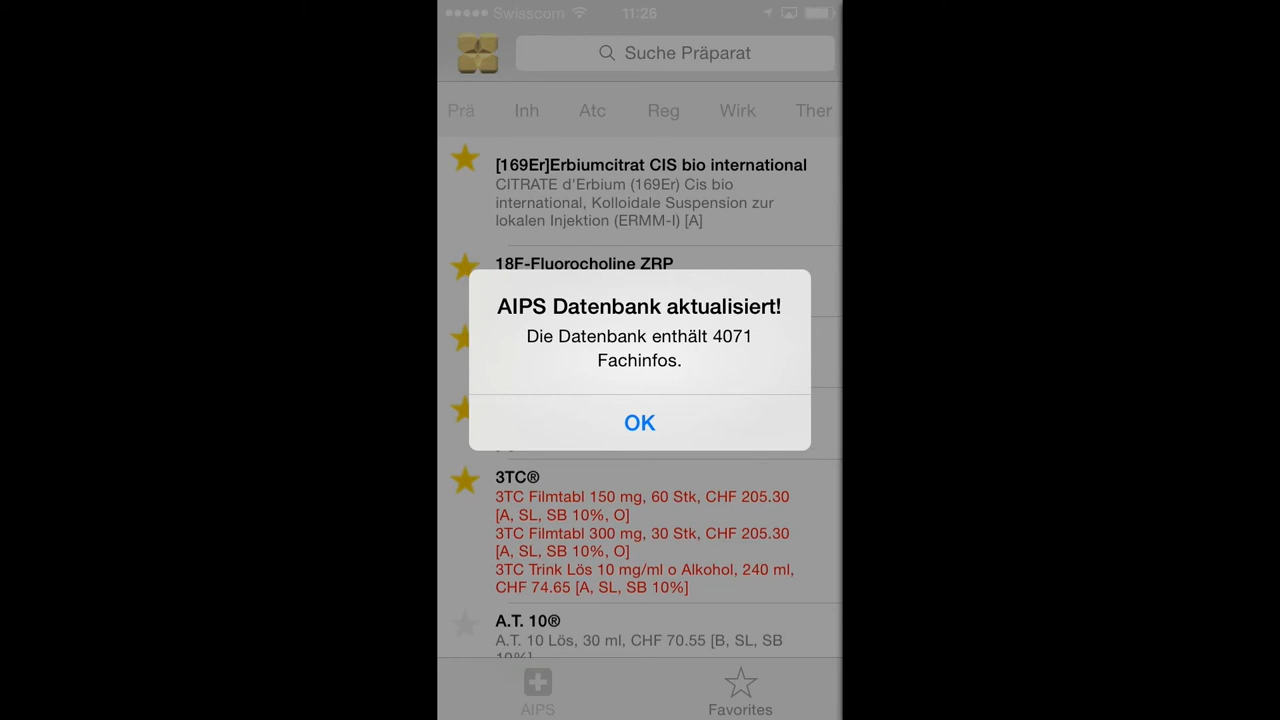 Swisscom
11:26
Suche Präparat
Prä Inh Atc Reg Wirk Ther
[169Er]Erbiumcitrat CIS bio international
CITRATE d'Erbium (169Er) Cis bio
international, Kolloidale Suspension zur
lokalen Injektion (ERMM-I) [A]
18F-Fluorocholine ZRP
AIPS Datenbank aktualisiert!
Die Datenbank enthält 4071
Fachinfos.
OK
3TC®
3TC Filmtabl 150 mg, 60 Stk, CHF 205.30
[A, SL, SB 10%, O]
3TC Filmtabl 300 mg, 30 Stk, CHF 205.30
[A, SL, SB 10%, O]
3TC Trink Lös 10 mg/ml o Alkohol, 240 ml,
CHF 74.65 [A, SL, SB 10%]
A.T. 10®
A.T. 10 Lös, 30 ml, CHF 70.55 [B, SL, SB
10%]
AIPS
Favorites